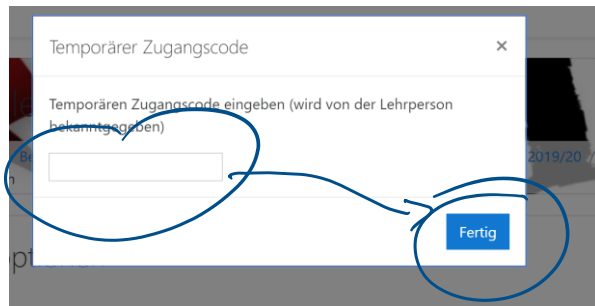 Temporärer Zugangscode ×
Temporären Zugangscode eingeben (wird von der Lehrperson
bekanntgegeben)
2019/20
Fertig